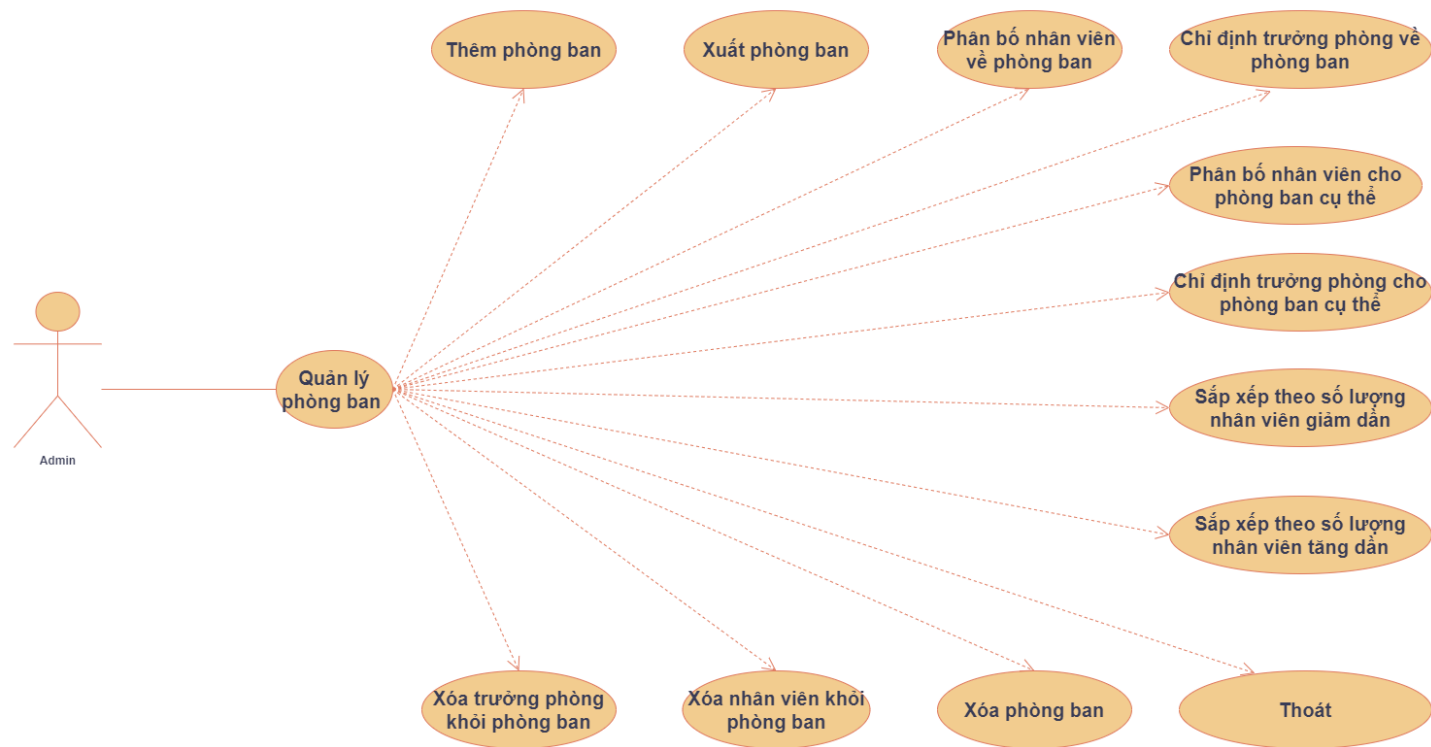 Thêm phòng ban
Xuất phòng ban
Phân bố nhân viên
về phòng ban
Chỉ định trưởng phòng về
phòng ban
Phân bố nhân viên cho
phòng ban cụ thể
Chỉ định trưởng phòng cho
phòng ban cụ thể
Quản lý
phòng ban
Sắp xếp theo số lượng
nhân viên giảm dần
Admin
Sắp xếp theo số lượng
nhân viên tăng dần
Xóa trưởng phòng
khỏi phòng ban
Xóa nhân viên khỏi
phòng ban
Xóa phòng ban
Thoát